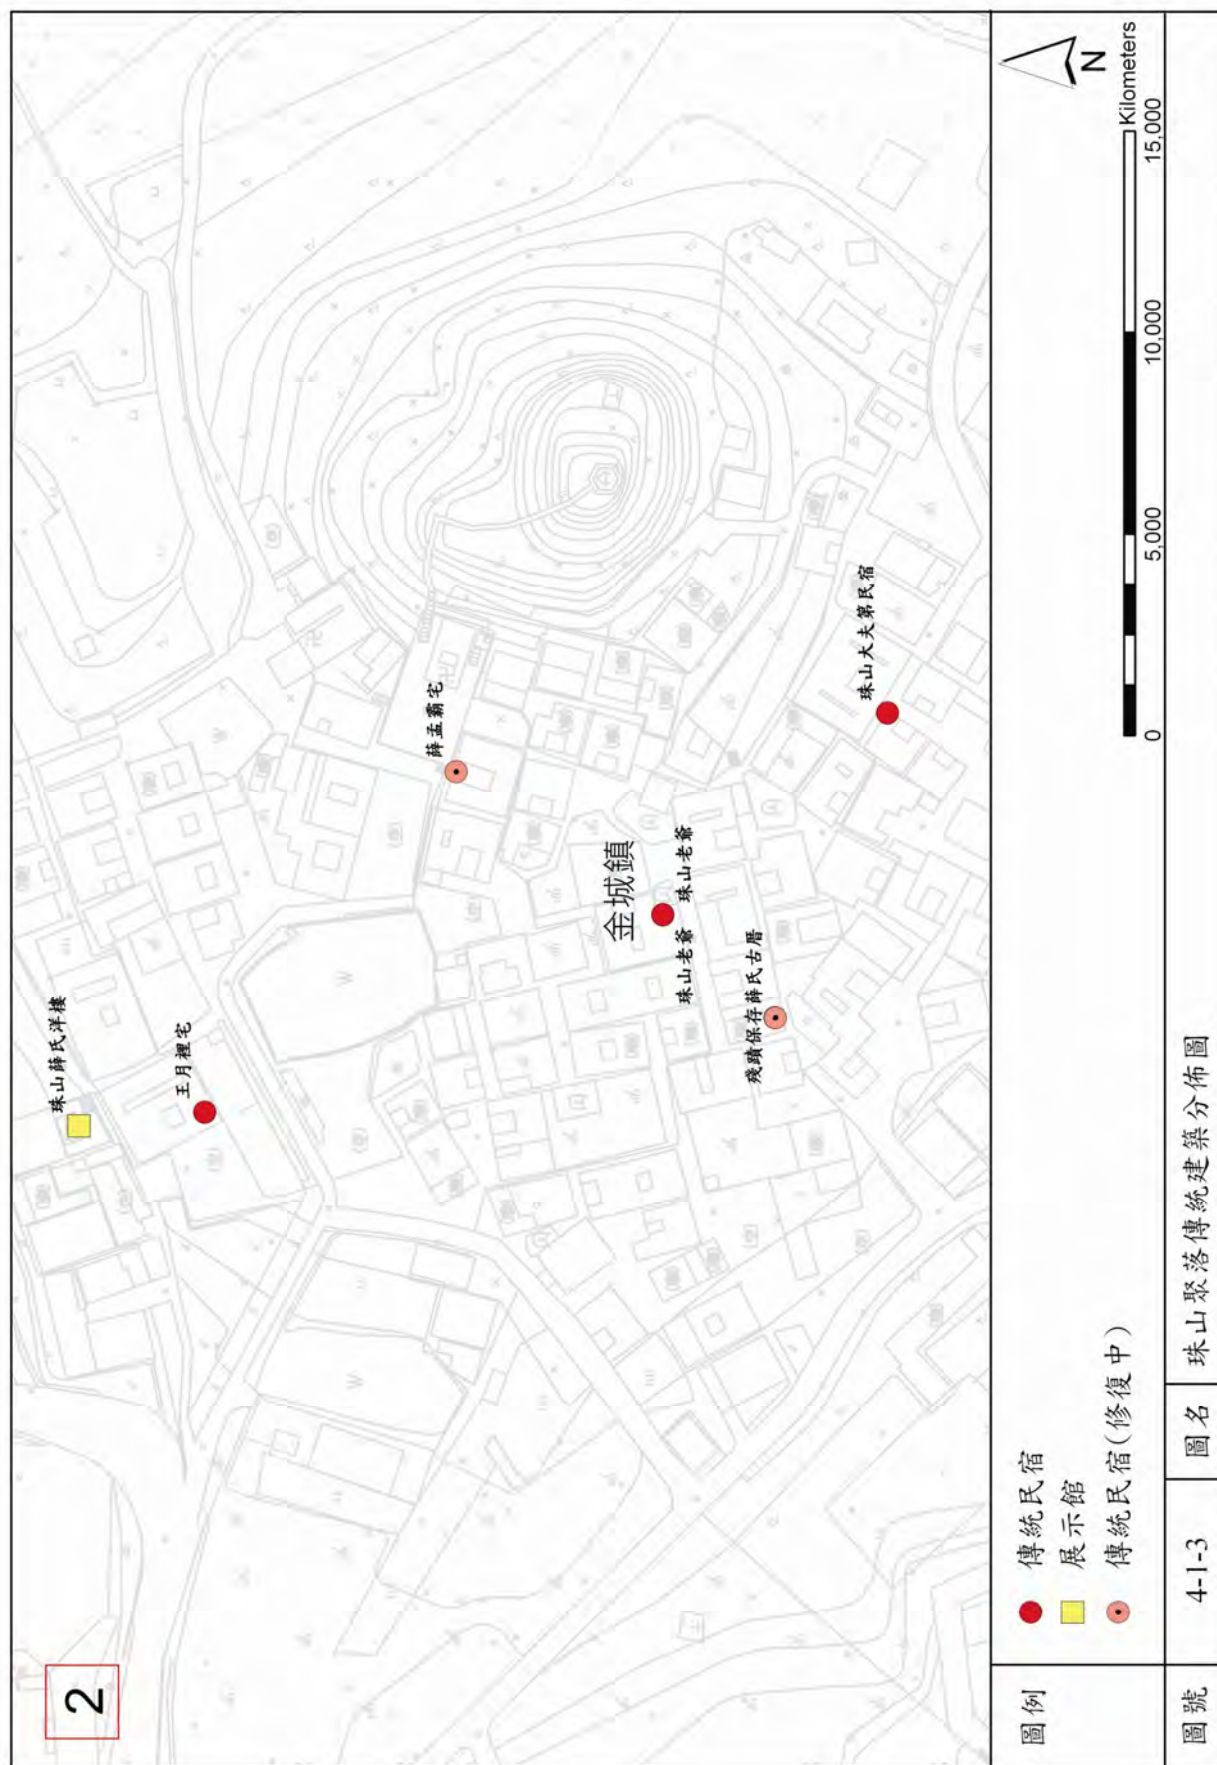 2
珠山薛氏洋樓
王月裡宅
薛孟霸宅
金城鎮
珠山老爺
珠山老爺
殘蹟保存薛氏古厝
珠山大夫第民宿
圖例
傳統民宿
展示館
傳統民宿(修復中)
N
0 5,000 10,000 15,000
Kilometers
圖號 4-1-3 圖名 珠山聚落傳統建築分佈圖